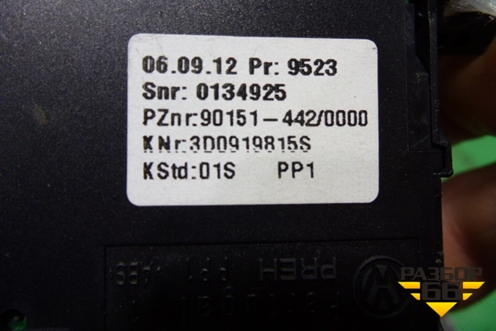 06.09.12 Pr: 9523
Snr: 0134925
PZnr:90151-442/0000
KNr:3D0919815S
KStd:01S PP1
PREH
РАЗБОР
66